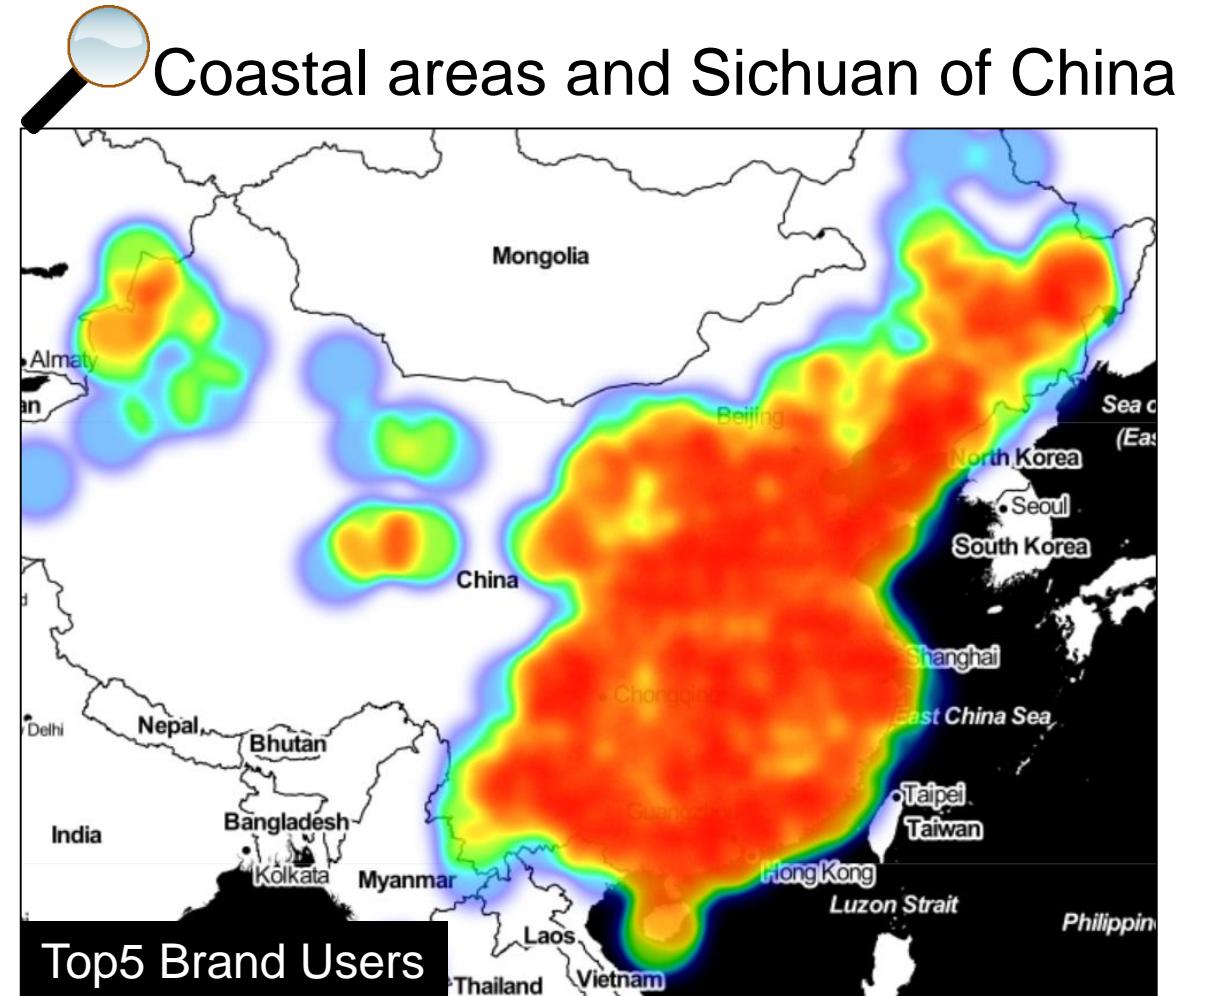 Coastal areas and Sichuan of China
Mongolia
Almaty
an
Beijing
Sea o
(Eas
North Korea
Seoul
South Korea
China
Shanghai
Chongqing
East China Sea
Nepal
Delhi
Bhutan
Taipei
Taiwan
Guangzhou
Bangladesh
India
Hong Kong
Kolkata
Myanmar
Luzon Strait
Philippin
Laos
Top5 Brand Users
Thailand
Vietnam